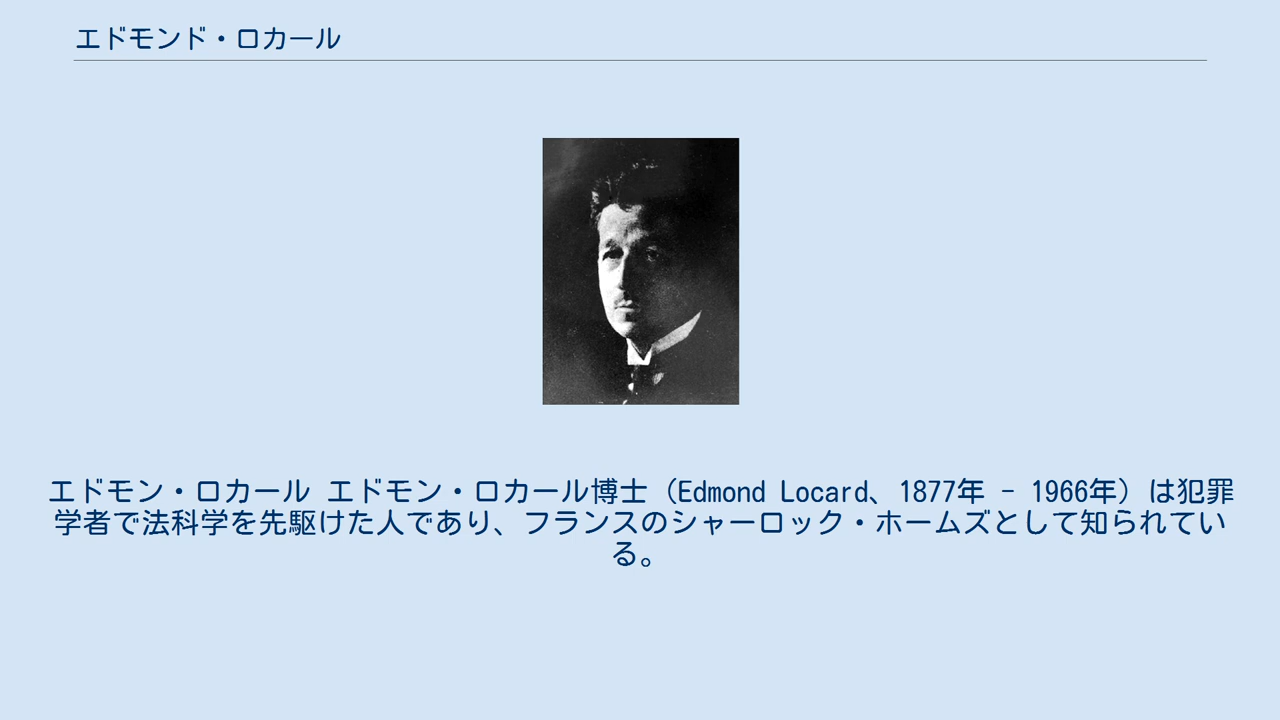 エドモンド・ロカール
エドモン・ロカール エドモン・ロカール博士（Edmond Locard、1877年 - 1966年）は犯罪
学者で法科学を先駆けた人であり、フランスのシャーロック・ホームズとして知られてい
る。